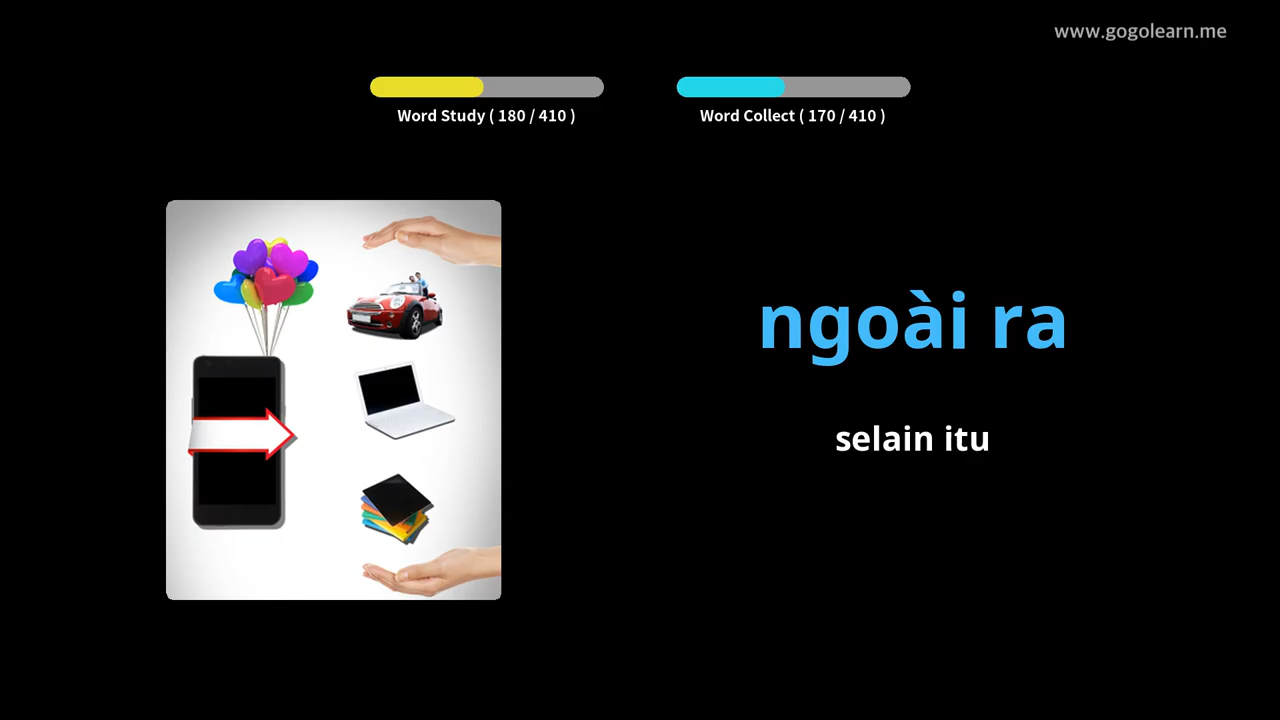 www.gogolearn.me
Word Study ( 180 / 410 )
Word Collect ( 170 / 410 )
ngoài ra
selain itu